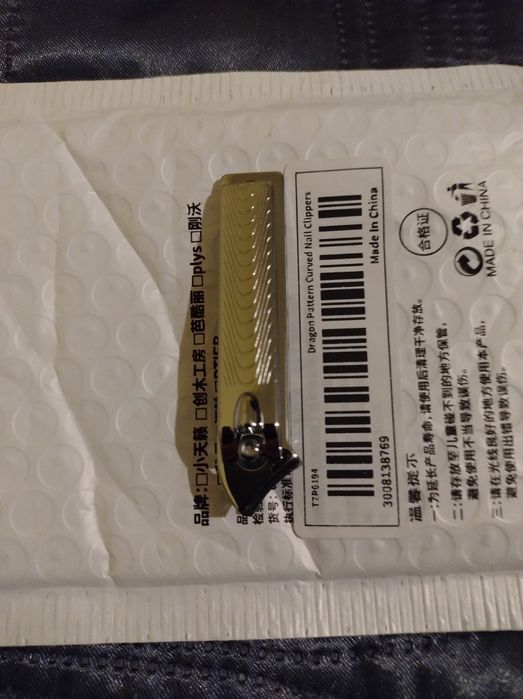 品牌:□小天籁 □创木工房 □芭酷丽 □plys □刚沃
货号:
执行标准
Dragon Pattern Curved Nail Clippers
T7P6194
3008138769
Made In China
合格证
MADE IN CHINA
温馨提示
一:为延长产品寿命,请使用后清理干净存放。
二:请存放至儿童碰不到的地方保管,
避免使用不当导致误伤。
三:请在光线良好的地方使用本产品,
避免使用出错导致误伤。